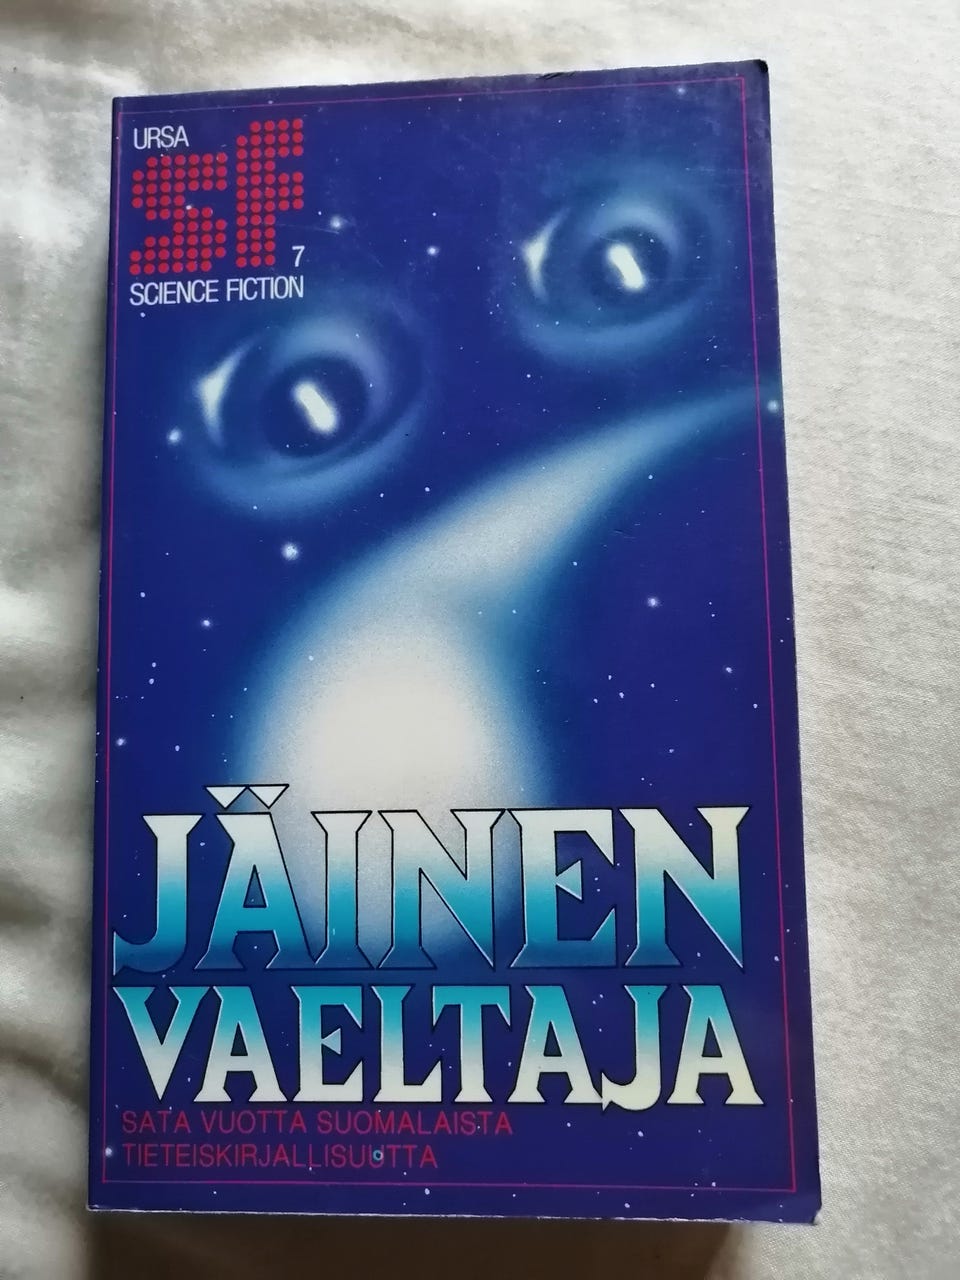 URSA
SF
7
SCIENCE FICTION
JÄINEN
VAELTAJA
SATA VUOTTA SUOMALAISTA
TIETEISKIRJALLISUUTTA